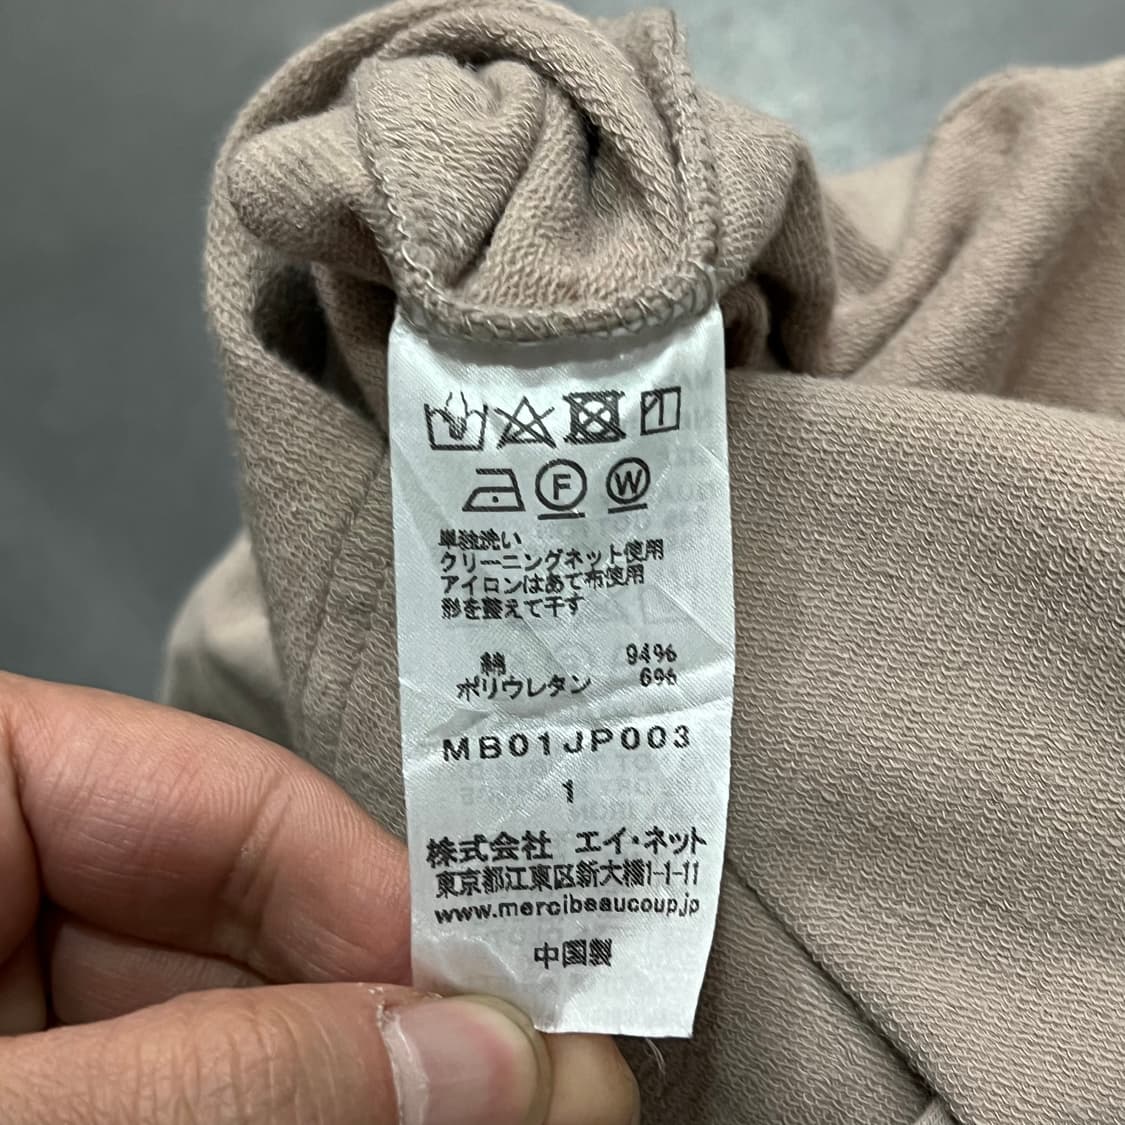 F W
単独洗い
クリーニングネット使用
アイロンはあて布使用
形を整えて干す
綿 94%
ポリウレタン 6%
MB01JP003
1
株式会社 エイ・ネット
東京都江東区新大橋1-1-11
www.mercibeaucoup.jp
中国製